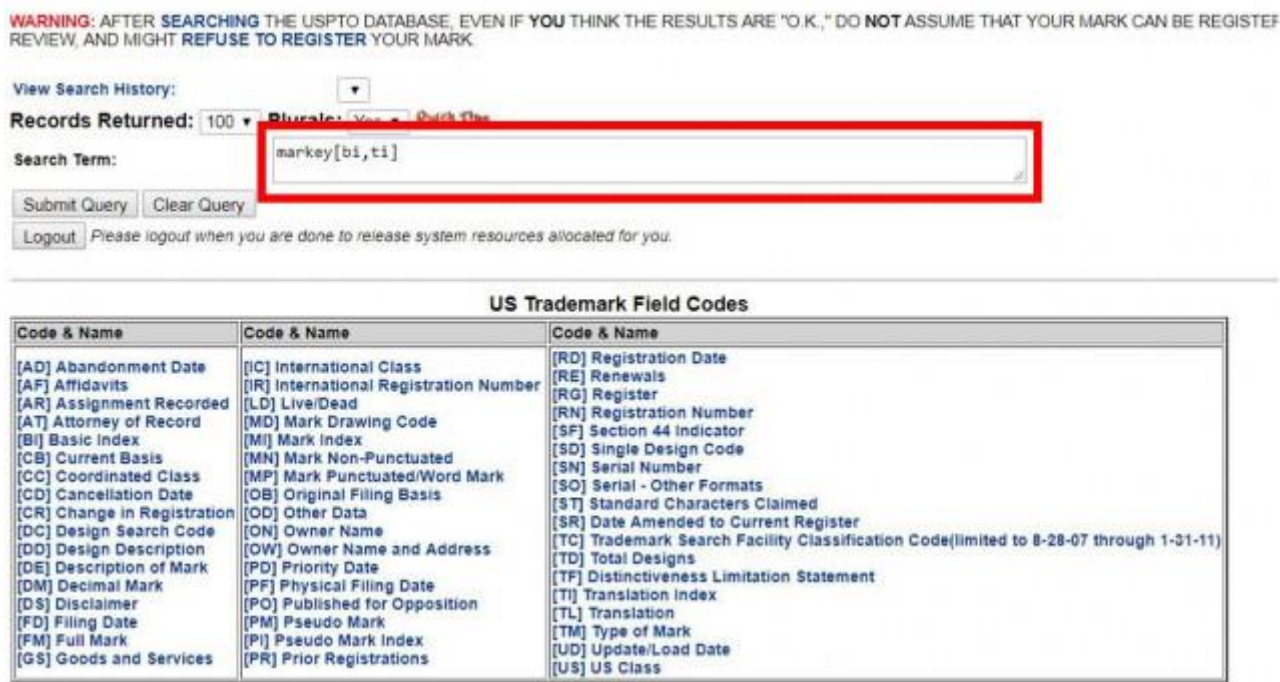 WARNING: AFTER SEARCHING THE USPTO DATABASE, EVEN IF YOU THINK THE RESULTS ARE "O.K.," DO NOT ASSUME THAT YOUR MARK CAN BE
REVIEW, AND MIGHT REFUSE TO REGISTER YOUR MARK.
View Search History:
Records Returned: 100 Plurals: Yes
Search Term:
markey[bi,ti]
Submit Query Clear Query
Logout Please logout when you are done to release system resources allocated for you.
US Trademark Field Codes
Code & Name
[AD] Abandonment Date
[AF] Affidavits
[AR] Assignment Recorded
[AT] Attorney of Record
[BI] Basic Index
[CB] Current Basis
[CC] Coordinated Class
[CD] Cancellation Date
[CR] Change in Registration
[DC] Design Search Code
[DD] Design Description
[DE] Description of Mark
[DM] Decimal Mark
[DS] Disclaimer
[FD] Filing Date
[FM] Full Mark
[GS] Goods and Services
Code & Name
[IC] International Class
[IR] International Registration Number
[LD] Live/Dead
[MD] Mark Drawing Code
[MI] Mark Index
[MN] Mark Non-Punctuated
[MP] Mark Punctuated/Word Mark
[OB] Original Filing Basis
[OD] Other Data
[ON] Owner Name
[OW] Owner Name and Address
[PD] Priority Date
[PF] Physical Filing Date
[PO] Published for Opposition
[PM] Pseudo Mark
[PI] Pseudo Mark Index
[PR] Prior Registrations
Code & Name
[RD] Registration Date
[RE] Renewals
[RG] Register
[RN] Registration Number
[SF] Section 44 Indicator
[SD] Single Design Code
[SN] Serial Number
[SO] Serial - Other Formats
[ST] Standard Characters Claimed
[SR] Date Amended to Current Register
[TC] Trademark Search Facility Classification Code(limited to 8-28-07 through 1-31-11)
[TD] Total Designs
[TF] Distinctiveness Limitation Statement
[TI] Translation Index
[TL] Translation
[TM] Type of Mark
[UD] Update/Load Date
[US] US Class